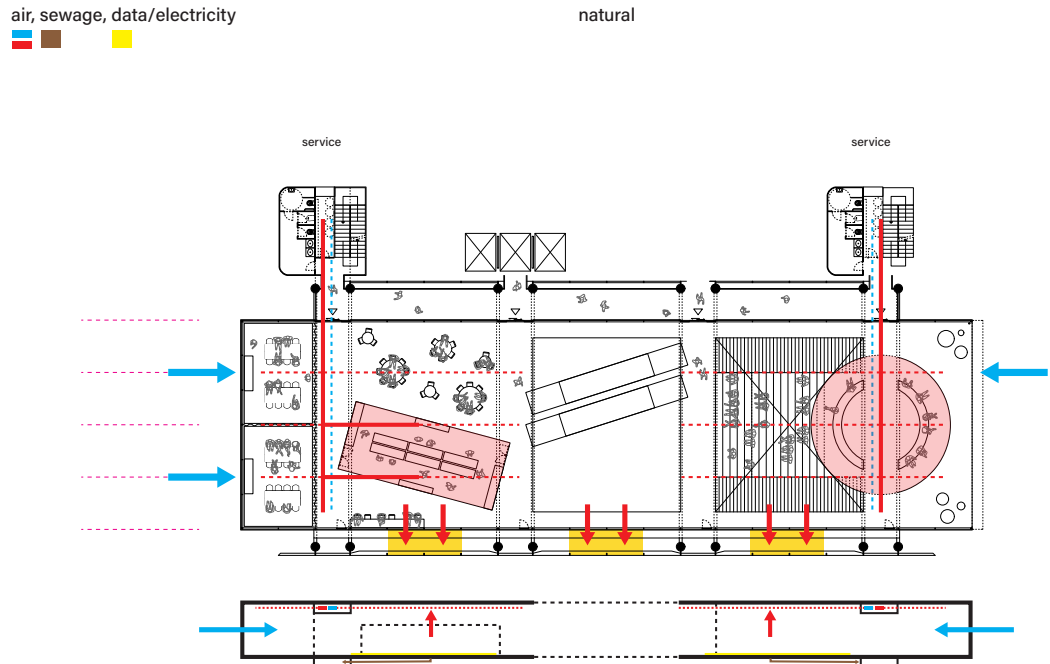 air, sewage, data/electricity
natural
service
service